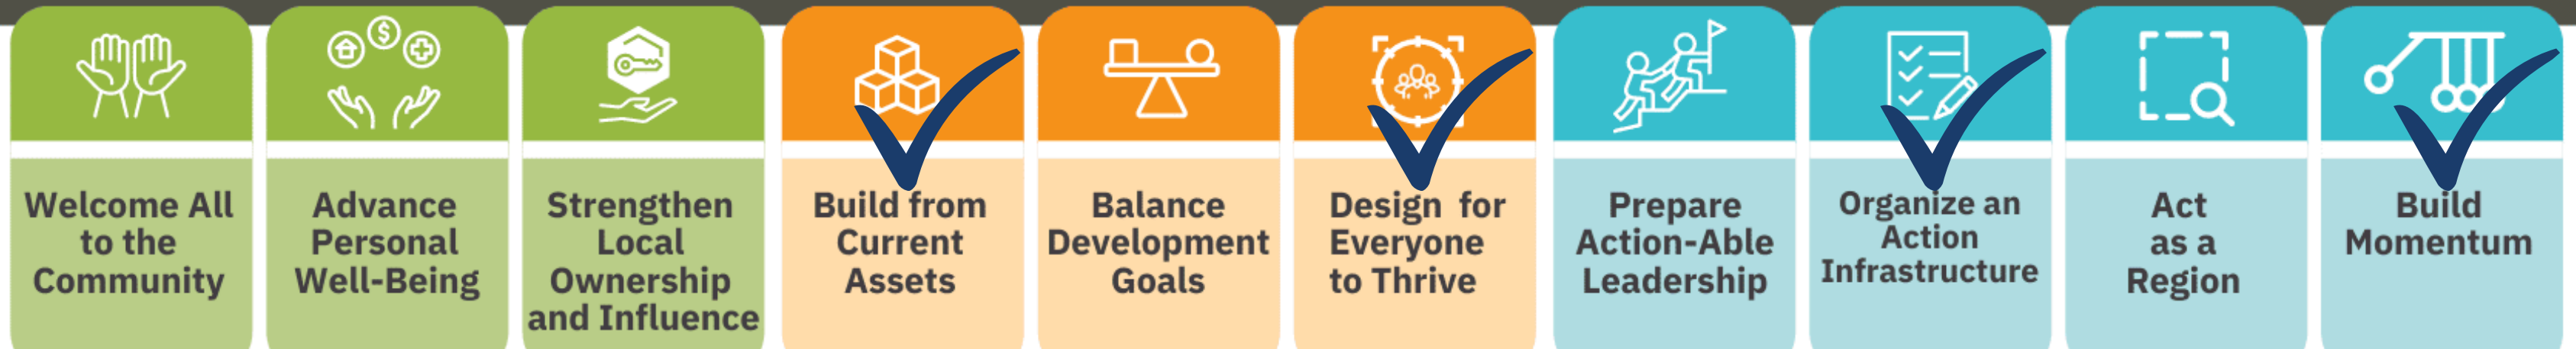 Welcome All
to the
Community
Advance
Personal
Well-Being
Strengthen
Local
Ownership
and Influence
Build from
Current
Assets
Balance
Development
Goals
Design for
Everyone
to Thrive
Prepare
Action-Able
Leadership
Organize an
Action
Infrastructure
Act
as a
Region
Build
Momentum